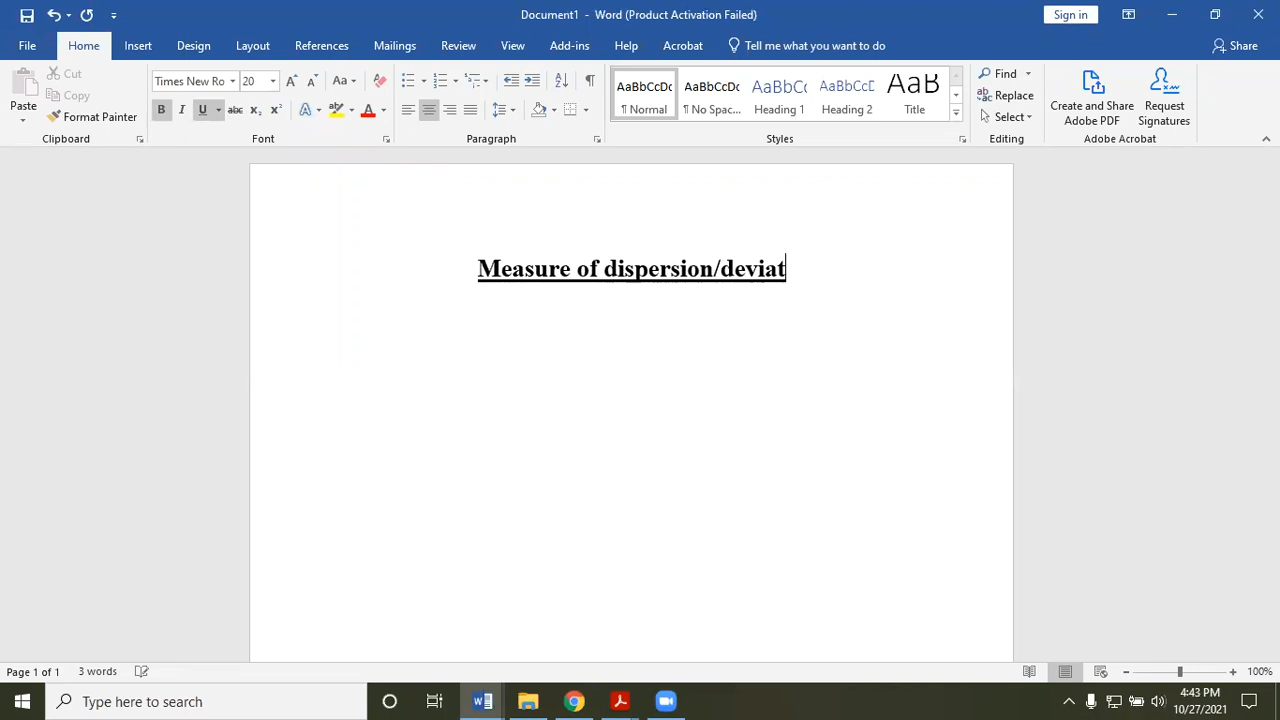 Document1 - Word (Product Activation Failed)
Sign in
File Home Insert Design Layout References Mailings Review View Add-ins Help Acrobat Tell me what you want to do Share
Paste
Cut
Copy
Format Painter
Clipboard
Times New Ro 20
Font
Paragraph
AaBbCcDc AaBbCcDc AaBbCc AaBbCcD AaB
¶ Normal ¶ No Spac... Heading 1 Heading 2 Title
Styles
Find
Replace
Select
Editing
Create and Share
Adobe PDF
Request
Signatures
Adobe Acrobat
Measure of dispersion/deviat
Page 1 of 1 3 words
100%
Type here to search
4:43 PM
10/27/2021